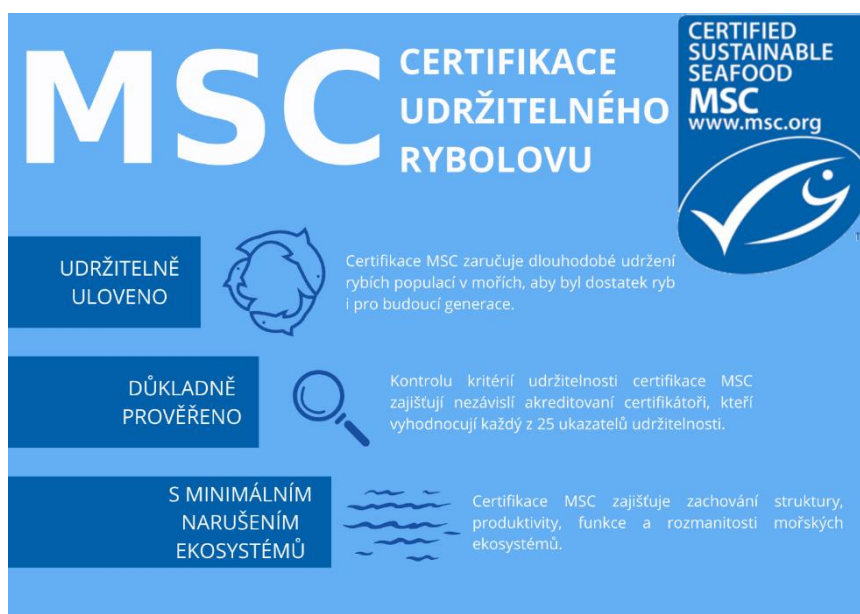 MSC
CERTIFIKACE
UDRŽITELNÉHO
RYBOLOVU
CERTIFIED
SUSTAINABLE
SEAFOOD
MSC
www.msc.org
UDRŽITELNĚ
ULOVENO
Certifikace MSC zaručuje dlouhodobé udržení
rybích populací v mořích, aby byl dostatek ryb
i pro budoucí generace.
DŮKLADNĚ
PROVĚŘENO
Kontrolu kritérií udržitelnosti certifikace MSC
zajišťují nezávislí akreditovaní certifikátoři, kteří
vyhodnocují každý z 25 ukazatelů udržitelnosti.
S MINIMÁLNÍM
NARUŠENÍM
EKOSYSTÉMŮ
Certifikace MSC zajišťuje zachování struktury,
produktivity, funkce a rozmanitosti mořských
ekosystémů.